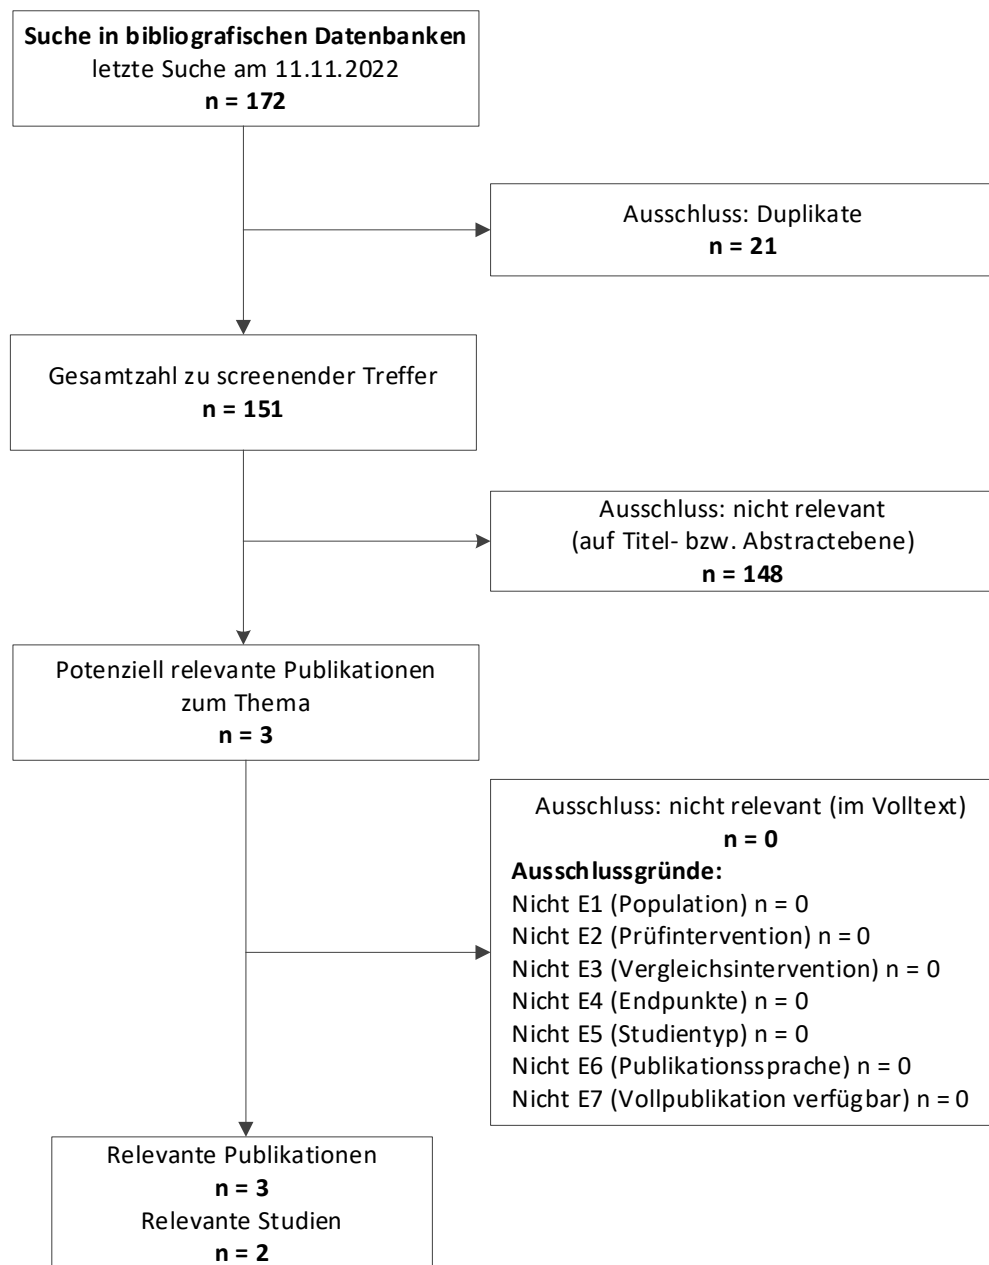 Suche in bibliografischen Datenbanken
letzte Suche am 11.11.2022
n = 172
Ausschluss: Duplikate
n = 21
Gesamtzahl zu screenender Treffer
n = 151
Ausschluss: nicht relevant
(auf Titel- bzw. Abstractebene)
n = 148
Potenziell relevante Publikationen
zum Thema
n = 3
Ausschluss: nicht relevant (im Volltext)
n = 0
Ausschlussgründe:
Nicht E1 (Population) n = 0
Nicht E2 (Prüfintervention) n = 0
Nicht E3 (Vergleichsintervention) n = 0
Nicht E4 (Endpunkte) n = 0
Nicht E5 (Studientyp) n = 0
Nicht E6 (Publikationssprache) n = 0
Nicht E7 (Vollpublikation verfügbar) n = 0
Relevante Publikationen
n = 3
Relevante Studien
n = 2